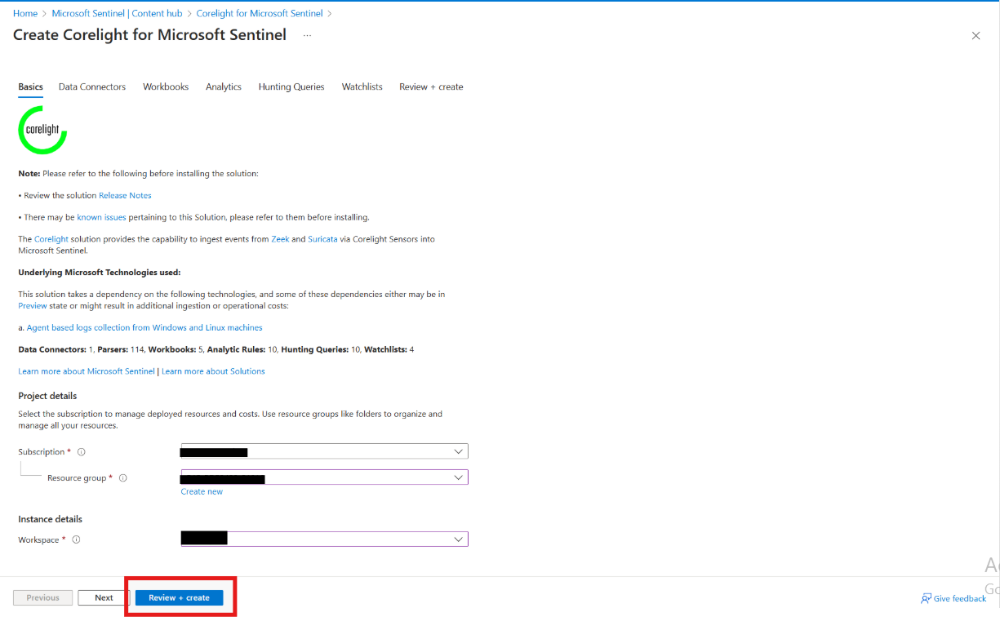 Home > Microsoft Sentinel | Content hub > Corelight for Microsoft Sentinel >
Create Corelight for Microsoft Sentinel ...
Basics Data Connectors Workbooks Analytics Hunting Queries Watchlists Review + create
corelight
Note: Please refer to the following before installing the solution:
• Review the solution Release Notes
• There may be known issues pertaining to this Solution, please refer to them before installing.
The Corelight solution provides the capability to ingest events from Zeek and Suricata via Corelight Sensors into
Microsoft Sentinel.
Underlying Microsoft Technologies used:
This solution takes a dependency on the following technologies, and some of these dependencies either may be in
Preview state or might result in additional ingestion or operational costs:
a. Agent based logs collection from Windows and Linux machines
Data Connectors: 1, Parsers: 114, Workbooks: 5, Analytic Rules: 10, Hunting Queries: 10, Watchlists: 4
Learn more about Microsoft Sentinel | Learn more about Solutions
Project details
Select the subscription to manage deployed resources and costs. Use resource groups like folders to organize and
manage all your resources.
Subscription *
Resource group *
Create new
Instance details
Workspace *
Previous Next Review + create
Give feedback